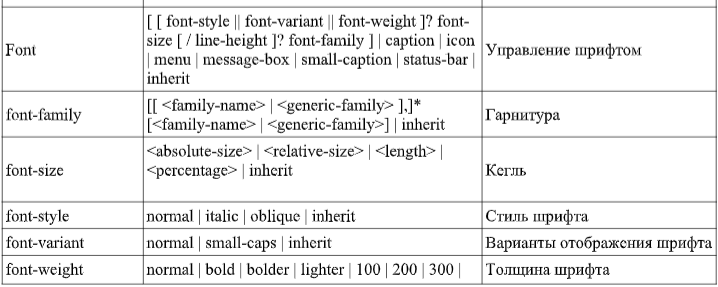 [ [ font-style || font-variant || font-weight ]? font-
size [ / line-height ]? font-family ] | caption | icon
Font
| menu | message-box | small-caption | status-bar |
inherit
Управление шрифтом
font-family
[[ <family-name> | <generic-family> ],]*
[<family-name> | <generic-family>] | inherit
Гарнитура
font-size
<absolute-size> | <relative-size> | <length> |
<percentage> | inherit
Кегль
font-style
normal | italic | oblique | inherit
Стиль шрифта
font-variant
normal | small-caps | inherit
Варианты отображения шрифта
font-weight
normal | bold | bolder | lighter | 100 | 200 | 300 |
Толщина шрифта